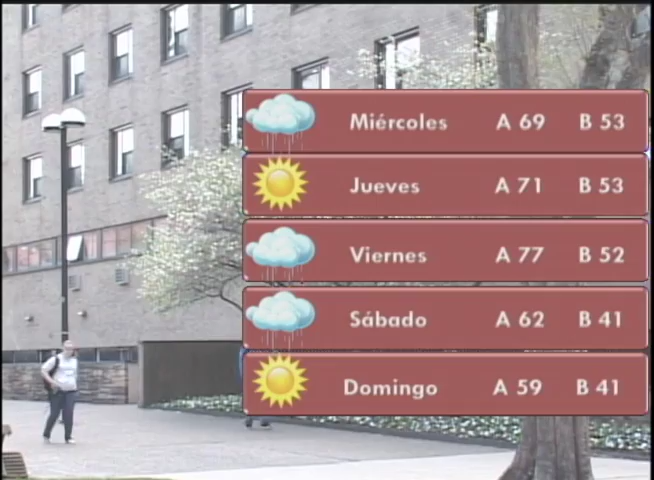 Miércoles A 69 B 53
Jueves A 71 B 53
Viernes A 77 B 52
Sábado A 62 B 41
Domingo A 59 B 41